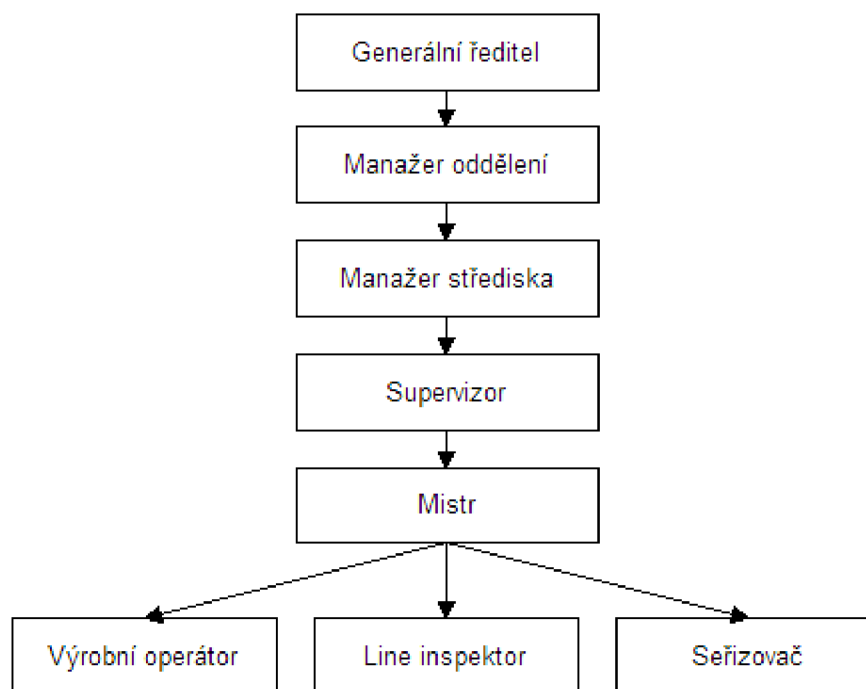 Generální ředitel
Manažer oddělení
Manažer střediska
Supervizor
Mistr
Výrobní operátor
Line inspektor
Seřizovač